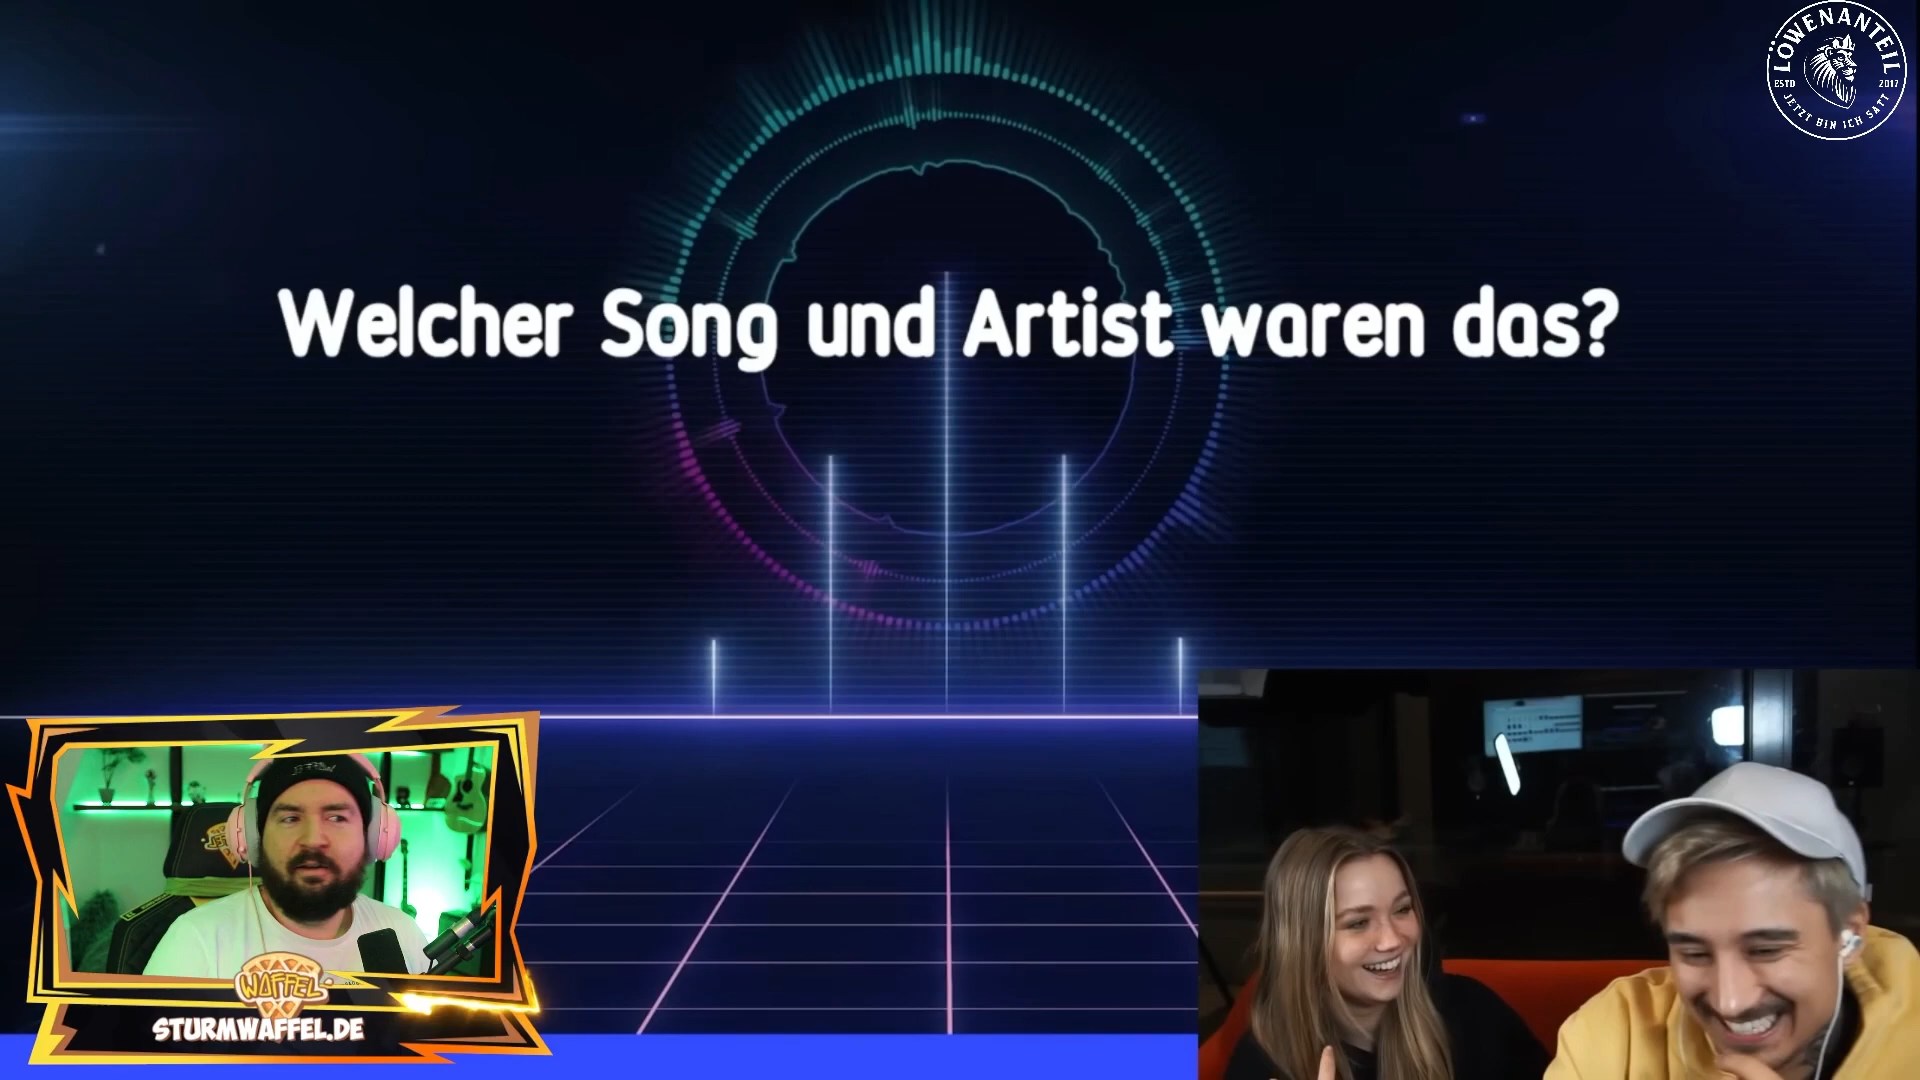 LÖWENANTEIL
ESTD 2017
JETZT BIN ICH SATT
Welcher Song und Artist waren das?
WAFFEL
STURMWAFFEL.DE